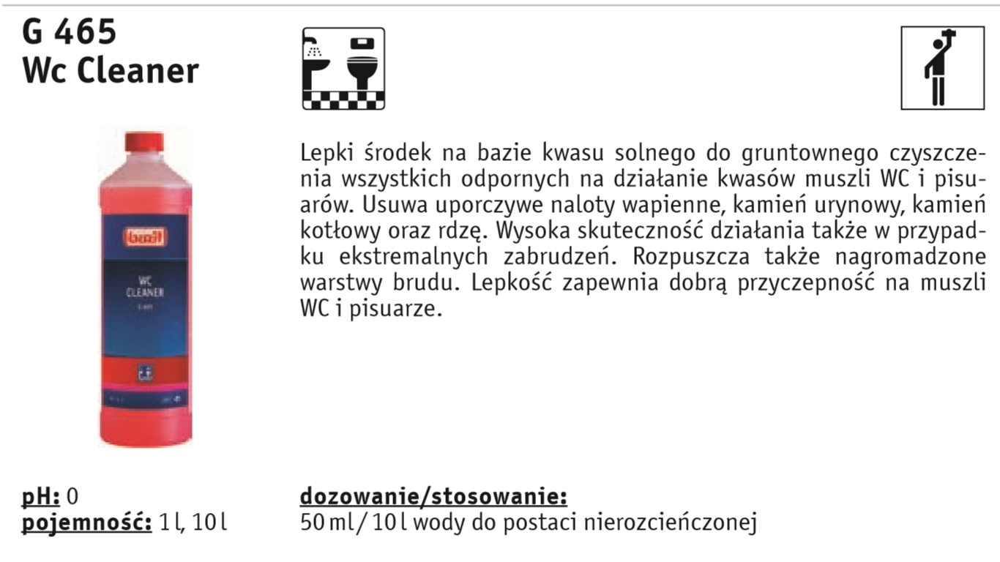 G 465
Wc Cleaner
buzil
WC
CLEANER
Lepki środek na bazie kwasu solnego do gruntownego czyszcze-
nia wszystkich odpornych na działanie kwasów muszli WC i pisu-
arów. Usuwa uporczywe naloty wapienne, kamień urynowy, kamień
kotłowy oraz rdzę. Wysoka skuteczność działania także w przypad-
ku ekstremalnych zabrudzeń. Rozpuszcza także nagromadzone
warstwy brudu. Lepkość zapewnia dobrą przyczepność na muszli
WC i pisuarze.
pH: 0
pojemność: 1 l, 10 l
dozowanie/stosowanie:
50 ml / 10 l wody do postaci nierozcieńczonej